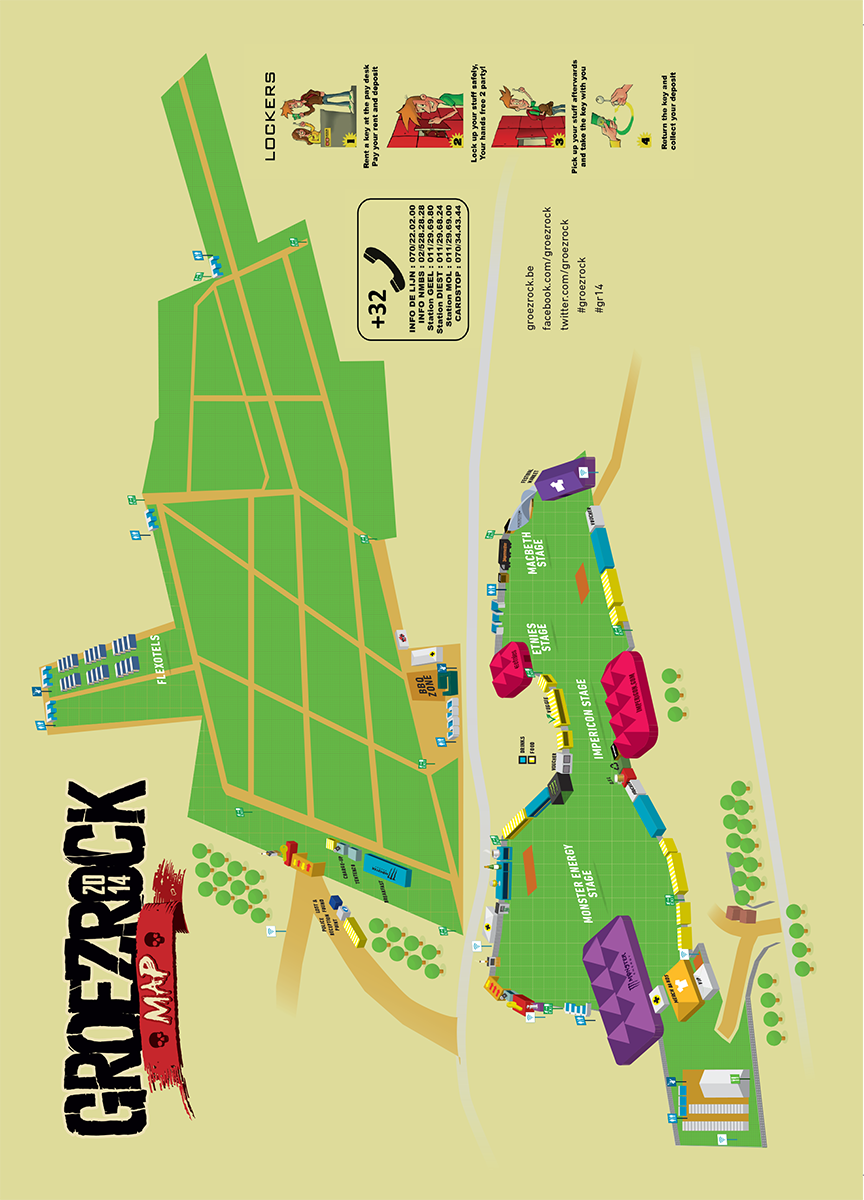 GROEZROCK
20
14
MAP
LOCKERS
1
Rent a key at the pay desk
Pay your rent and deposit
2
Lock up your stuff safely,
Your hands free 2 party!
3
Pick up your stuff afterwards
and take the key with you
4
Return the key and
collect your deposit
+32
INFO DE LIJN : 070/22.02.00
INFO NMBS : 02/528.28.28
Station GEEL : 011/29.69.80
Station DIEST : 011/29.68.24
Station MOL : 011/29.69.00
CARDSTOP : 070/34.43.44
groezrock.be
facebook.com/groezrock
twitter.com/groezrock
#groezrock
#gr14
FLEXOTELS
BBQ
ZONE
BREAKFAST
MACBETH
STAGE
ETNIES
STAGE
IMPERICON STAGE
MONSTER ENERGY
STAGE
DRINKS
FOOD
VOUCHER
VOUCHER